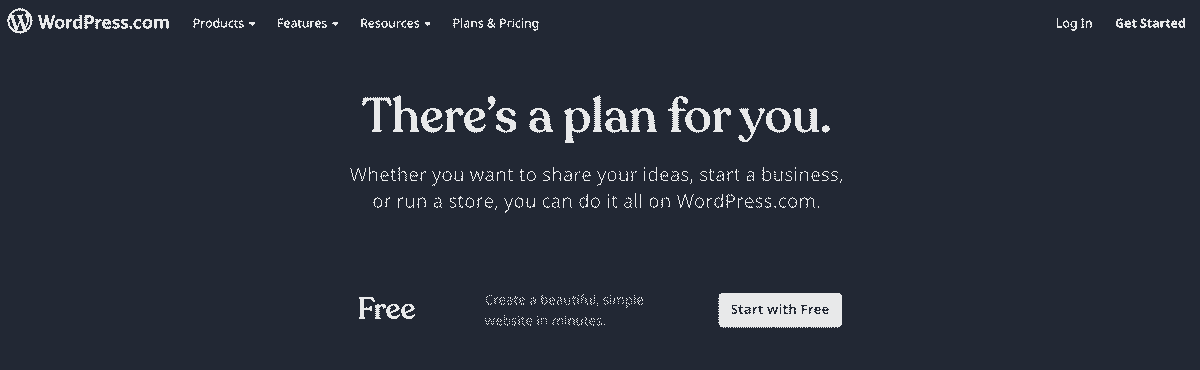 WordPress.com Products Features Resources Plans & Pricing Log In Get Started
There's a plan for you.
Whether you want to share your ideas, start a business,
or run a store, you can do it all on WordPress.com.
Free
Create a beautiful, simple
website in minutes.
Start with Free